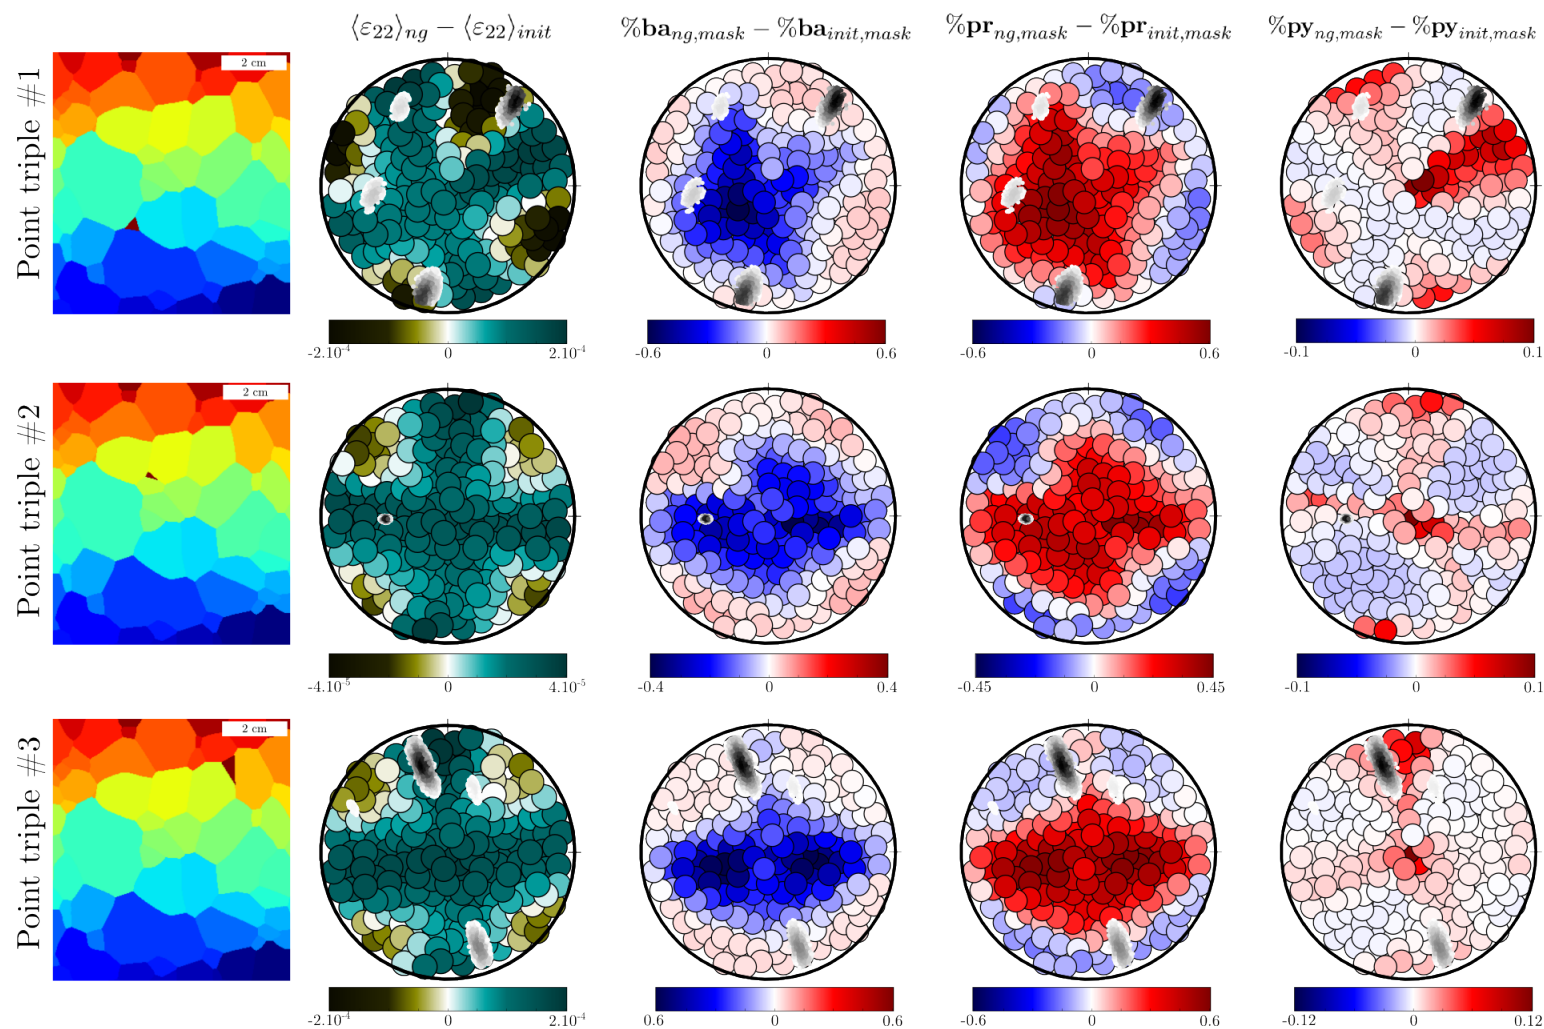 ⟨ε₂₂⟩ng − ⟨ε₂₂⟩init %bang,mask − %bainit,mask %prng,mask − %prinit,mask %pyng,mask − %pyinit,mask
Point triple #1
2 cm
-2.10⁻⁴ 0 2.10⁻⁴
-0.6 0 0.6
-0.6 0 0.6
-0.1 0 0.1
Point triple #2
2 cm
-4.10⁻⁵ 0 4.10⁻⁵
-0.4 0 0.4
-0.45 0 0.45
-0.1 0 0.1
Point triple #3
2 cm
-2.10⁻⁴ 0 2.10⁻⁴
0.6 0 0.6
-0.6 0 0.6
-0.12 0 0.12